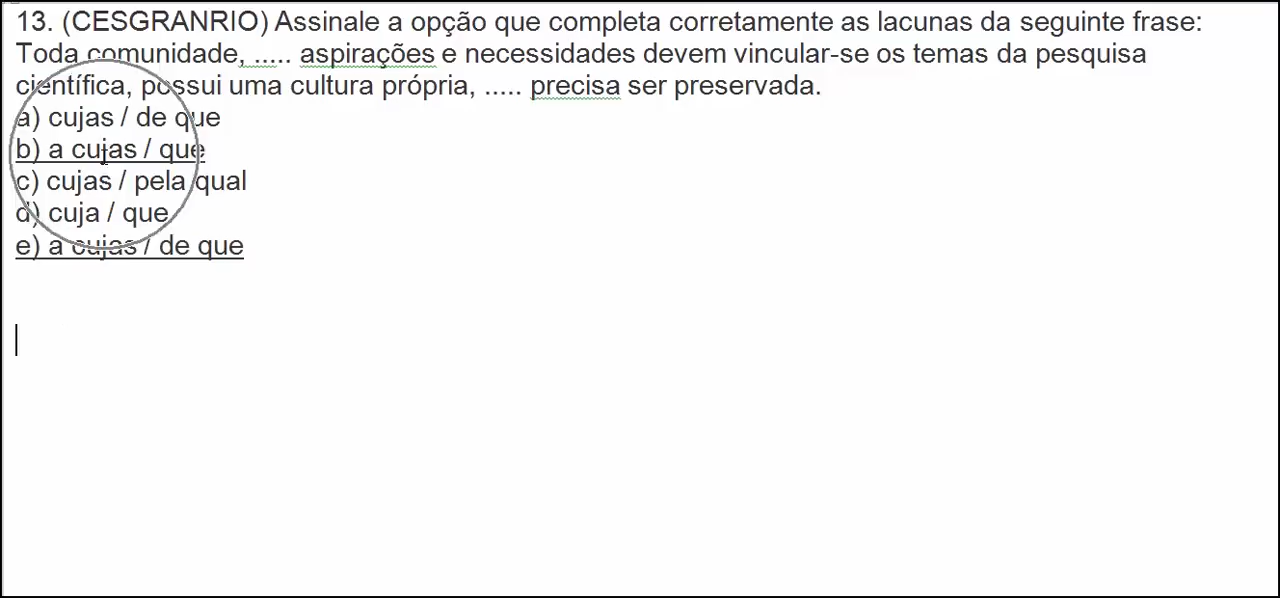 13. (CESGRANRIO) Assinale a opção que completa corretamente as lacunas da seguinte frase:
Toda comunidade, ..... aspirações e necessidades devem vincular-se os temas da pesquisa
científica, possui uma cultura própria, ..... precisa ser preservada.
a) cujas / de que
b) a cujas / que
c) cujas / pela qual
d) cuja / que
e) a cujas / de que